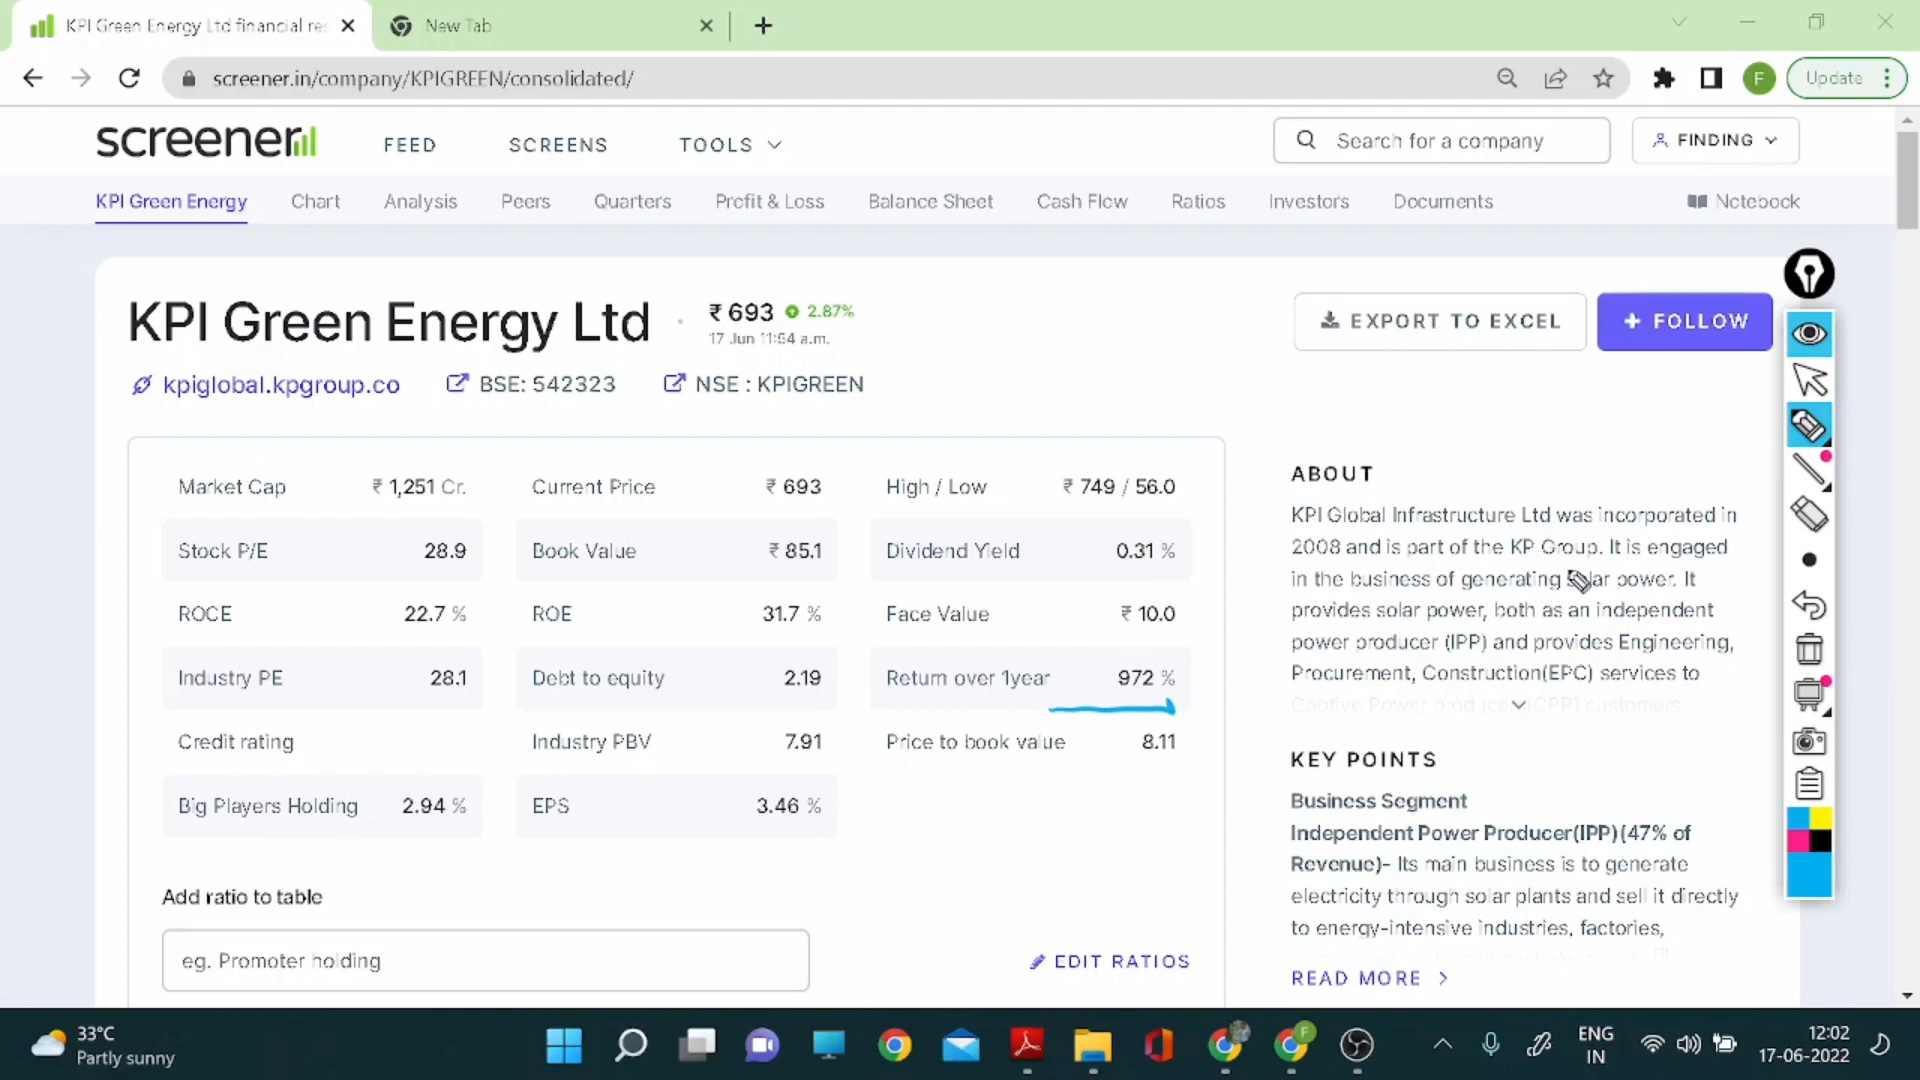 KPI Green Energy Ltd financial res
New Tab
screener.in/company/KPIGREEN/consolidated/
Update
screener
FEED
SCREENS
TOOLS
Search for a company
FINDING
KPI Green Energy
Chart
Analysis
Peers
Quarters
Profit & Loss
Balance Sheet
Cash Flow
Ratios
Investors
Documents
Notebook
KPI Green Energy Ltd
₹ 693 2.87%
17 Jun 11:54 a.m.
EXPORT TO EXCEL
+ FOLLOW
kpiglobal.kpgroup.co
BSE: 542323
NSE : KPIGREEN
Market Cap ₹ 1,251 Cr.
Current Price ₹ 693
High / Low ₹ 749 / 56.0
Stock P/E 28.9
Book Value ₹ 85.1
Dividend Yield 0.31 %
ROCE 22.7 %
ROE 31.7 %
Face Value ₹ 10.0
Industry PE 28.1
Debt to equity 2.19
Return over 1year 972 %
Credit rating
Industry PBV 7.91
Price to book value 8.11
Big Players Holding 2.94 %
EPS 3.46 %
Add ratio to table
eg. Promoter holding
EDIT RATIOS
ABOUT
KPI Global Infrastructure Ltd was incorporated in
2008 and is part of the KP Group. It is engaged
in the business of generating solar power. It
provides solar power, both as an independent
power producer (IPP) and provides Engineering,
Procurement, Construction(EPC) services to
Captive Power producer (CPP) customers.
KEY POINTS
Business Segment
Independent Power Producer(IPP)(47% of
Revenue)- Its main business is to generate
electricity through solar plants and sell it directly
to energy-intensive industries, factories,
READ MORE
33°C
Partly sunny
ENG
IN
12:02
17-06-2022
F